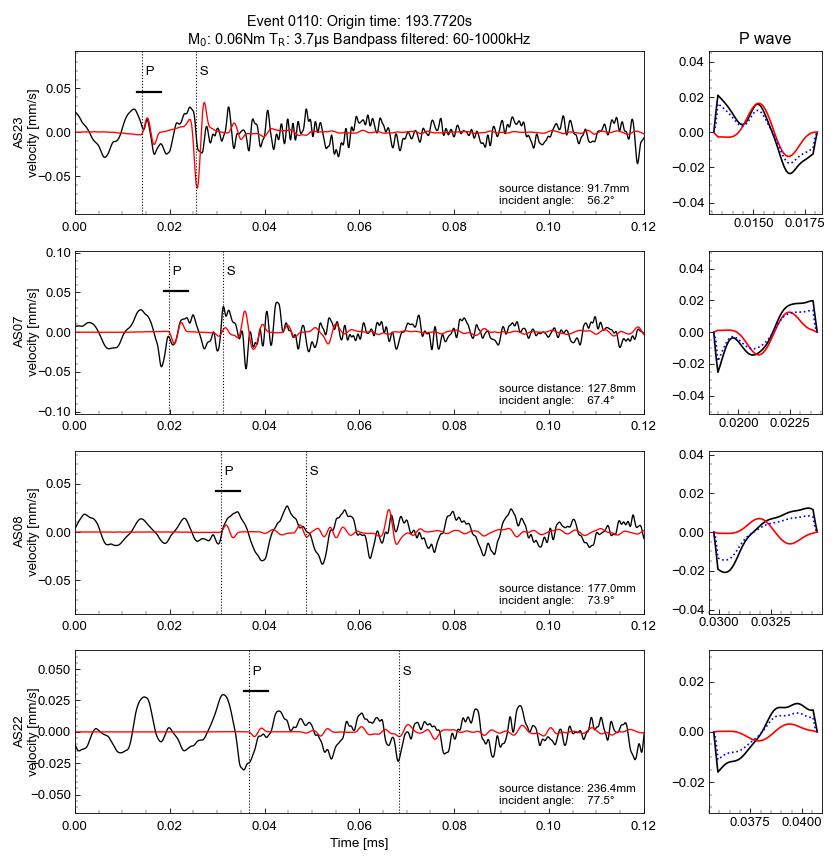 Event 0110: Origin time: 193.7720s
M0: 0.06Nm TR: 3.7μs Bandpass filtered: 60-1000kHz
P wave
AS23
velocity [mm/s]
0.05
0.00
−0.05
P
S
source distance: 91.7mm
incident angle: 56.2°
0.00 0.02 0.04 0.06 0.08 0.10 0.12
0.04
0.02
0.00
−0.02
−0.04
0.0150 0.0175
AS07
velocity [mm/s]
0.10
0.05
0.00
−0.05
−0.10
P
S
source distance: 127.8mm
incident angle: 67.4°
0.00 0.02 0.04 0.06 0.08 0.10 0.12
0.04
0.02
0.00
−0.02
−0.04
0.0200 0.0225
AS08
velocity [mm/s]
0.05
0.00
−0.05
P
S
source distance: 177.0mm
incident angle: 73.9°
0.00 0.02 0.04 0.06 0.08 0.10 0.12
0.04
0.02
0.00
−0.02
−0.04
0.0300 0.0325
AS22
velocity [mm/s]
0.050
0.025
0.000
−0.025
−0.050
P
S
source distance: 236.4mm
incident angle: 77.5°
0.00 0.02 0.04 0.06 0.08 0.10 0.12
Time [ms]
0.02
0.00
−0.02
0.0375 0.0400